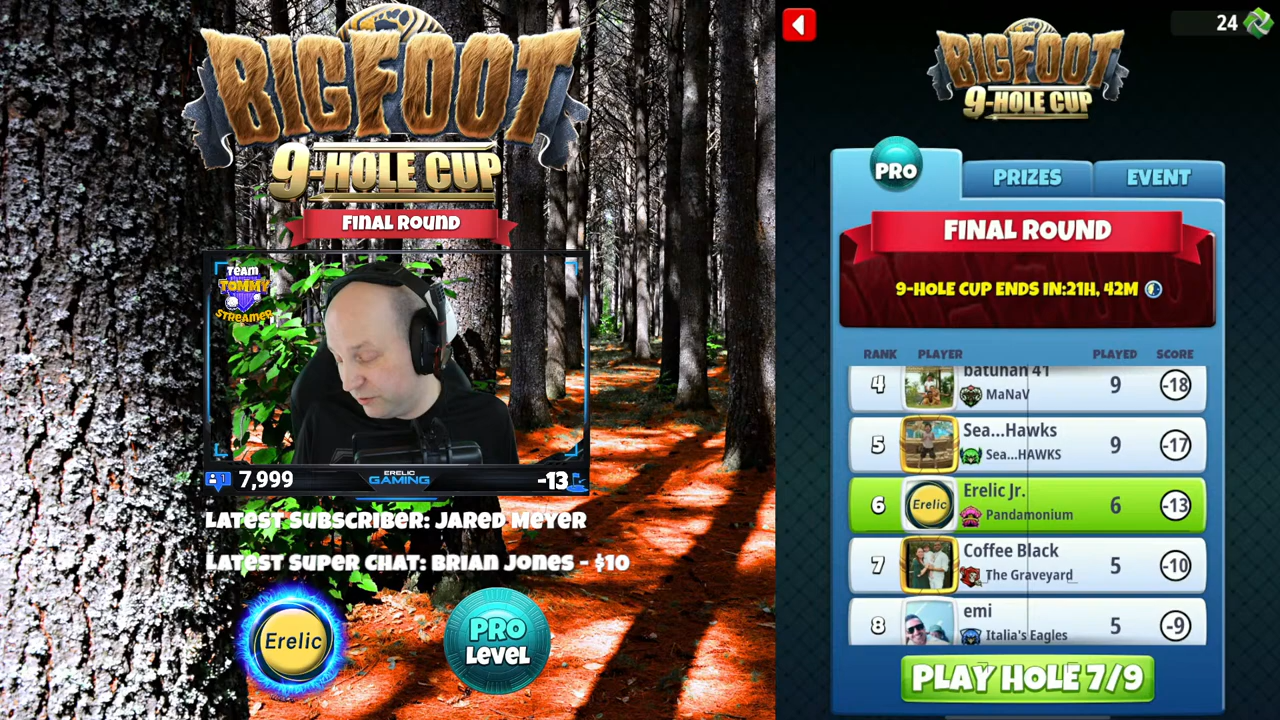 BIGFOOT
9-HOLE CUP
FINAL ROUND
TEAM
TOMMY
STREAMER
7,999
ERELIC
GAMING
-13
LATEST SUBSCRIBER: JARED MEYER
LATEST SUPER CHAT: BRIAN JONES - $10
Erelic
PRO
LEVEL
24
BIGFOOT
9-HOLE CUP
PRO
PRIZES
EVENT
FINAL ROUND
9-HOLE CUP ENDS IN:21H, 42M
RANK PLAYER PLAYED SCORE
4 batuhan 41 9 -18
MaNaV
5 Sea...Hawks 9 -17
Sea...HAWKS
6 Erelic Erelic Jr. 6 -13
Pandamonium
7 Coffee Black 5 -10
The Graveyard
8 emi 5 -9
Italia's Eagles
PLAY HOLE 7/9